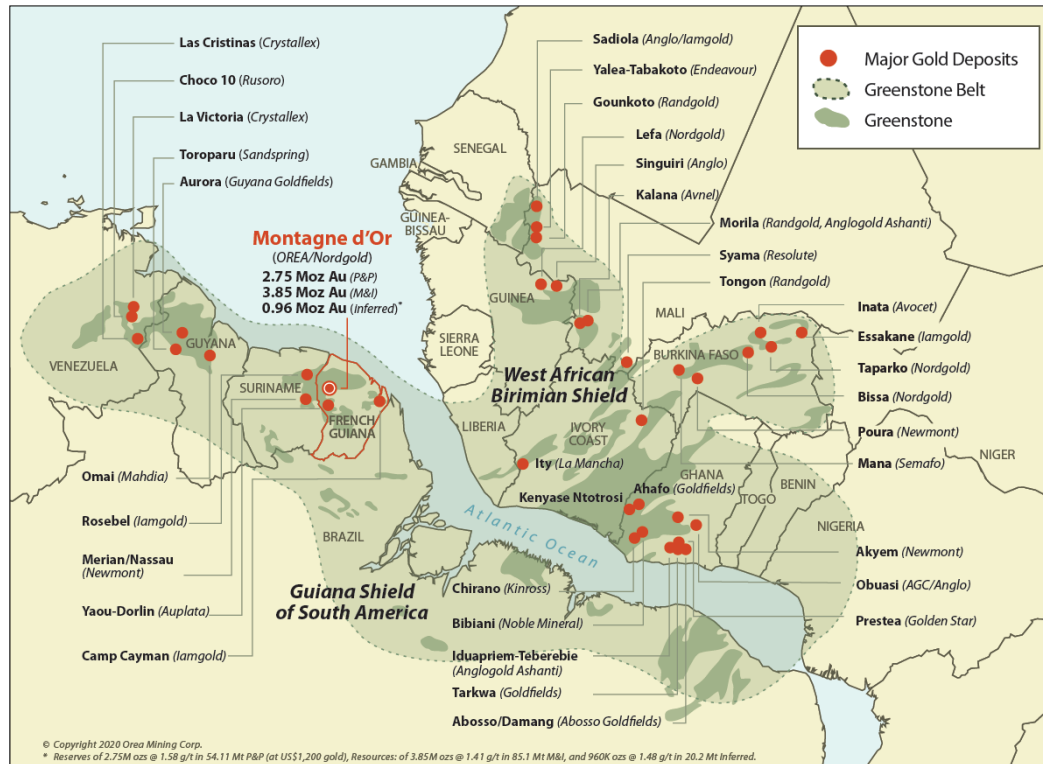 Las Cristinas (Crystallex)
Choco 10 (Rusoro)
La Victoria (Crystallex)
Toroparu (Sandspring)
Aurora (Guyana Goldfields)
Sadiola (Anglo/Iamgold)
Yalea-Tabakoto (Endeavour)
Gounkoto (Randgold)
Lefa (Nordgold)
Singuiri (Anglo)
Kalana (Avnel)
Morila (Randgold, Anglogold Ashanti)
Syama (Resolute)
Tongon (Randgold)
Major Gold Deposits
Greenstone Belt
Greenstone
SENEGAL
GAMBIA
GUINEA-
BISSAU
GUINEA
SIERRA
LEONE
LIBERIA
MALI
BURKINA FASO
IVORY
COAST
GHANA
TOGO
BENIN
NIGER
NIGERIA
Montagne d'Or
(OREA/Nordgold)
2.75 Moz Au (P&P)
3.85 Moz Au (M&I)
0.96 Moz Au (Inferred)*
VENEZUELA
GUYANA
SURINAME
FRENCH
GUIANA
BRAZIL
West African
Birimian Shield
Inata (Avocet)
Essakane (Iamgold)
Taparko (Nordgold)
Bissa (Nordgold)
Poura (Newmont)
Mana (Semafo)
Ity (La Mancha)
Kenyase Ntotrosi
Ahafo (Goldfields)
Atlantic Ocean
Omai (Mahdia)
Rosebel (Iamgold)
Merian/Nassau
(Newmont)
Yaou-Dorlin (Auplata)
Camp Cayman (Iamgold)
Guiana Shield
of South America
Akyem (Newmont)
Obuasi (AGC/Anglo)
Prestea (Golden Star)
Chirano (Kinross)
Bibiani (Noble Mineral)
Iduapriem-Teberebie
(Anglogold Ashanti)
Tarkwa (Goldfields)
Abosso/Damang (Abosso Goldfields)
© Copyright 2020 Orea Mining Corp.
* Reserves of 2.75M ozs @ 1.58 g/t in 54.11 Mt P&P (at US$1,200 gold), Resources: of 3.85M ozs @ 1.41 g/t in 85.1 Mt M&I, and 960K ozs @ 1.48 g/t in 20.2 Mt Inferred.